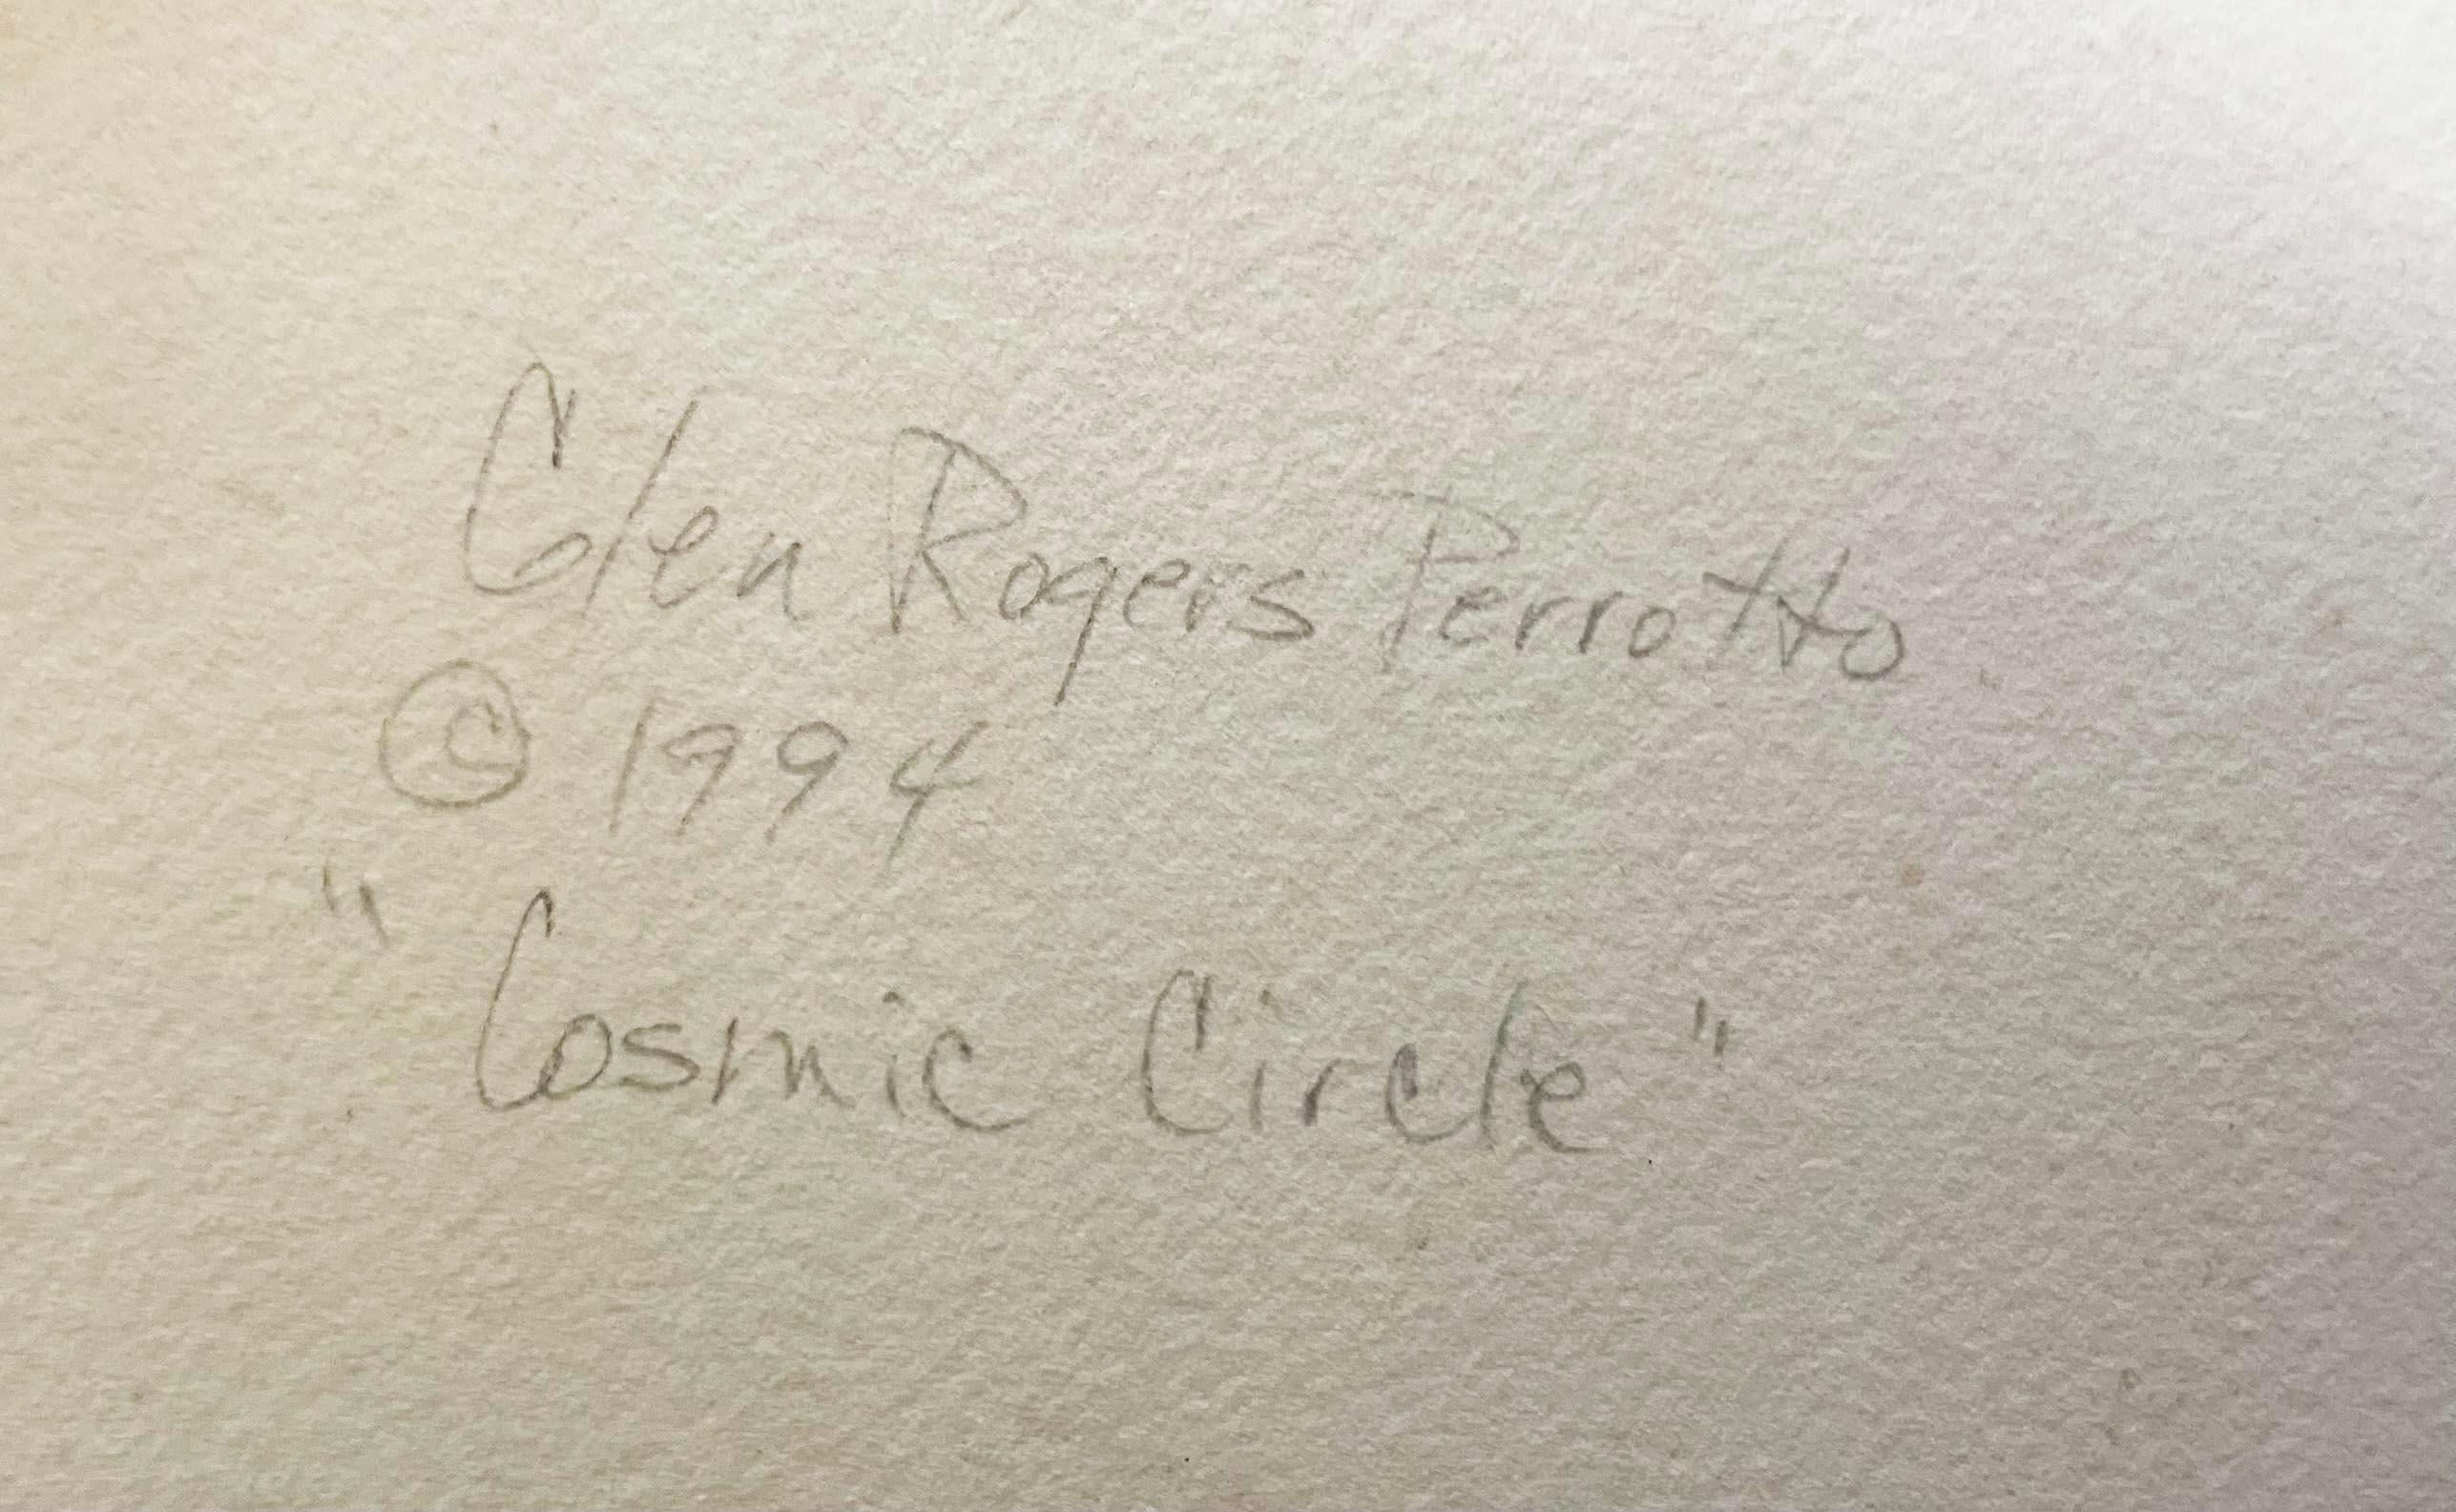 Glen Rogers Perrotto
© 1994
"Cosmic Circle"